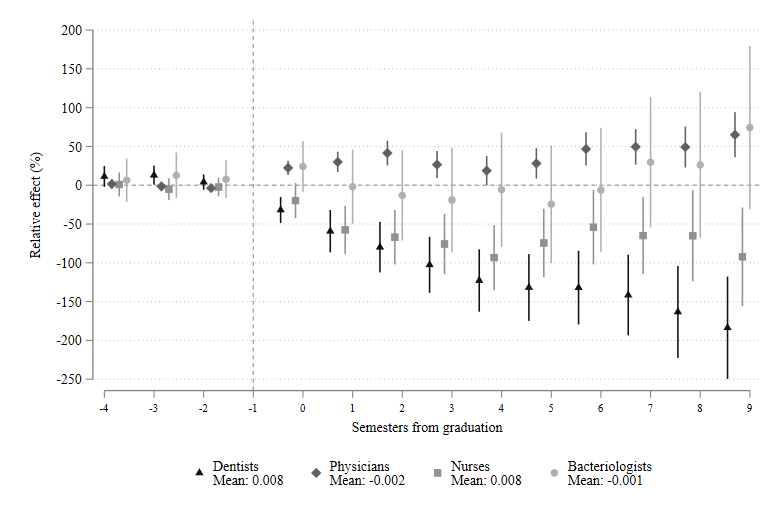 200
150
100
50
0
-50
-100
-150
-200
-250
Relative effect (%)
-4 -3 -2 -1 0 1 2 3 4 5 6 7 8 9
Semesters from graduation
Dentists Physicians Nurses Bacteriologists
Mean: 0.008 Mean: -0.002 Mean: 0.008 Mean: -0.001